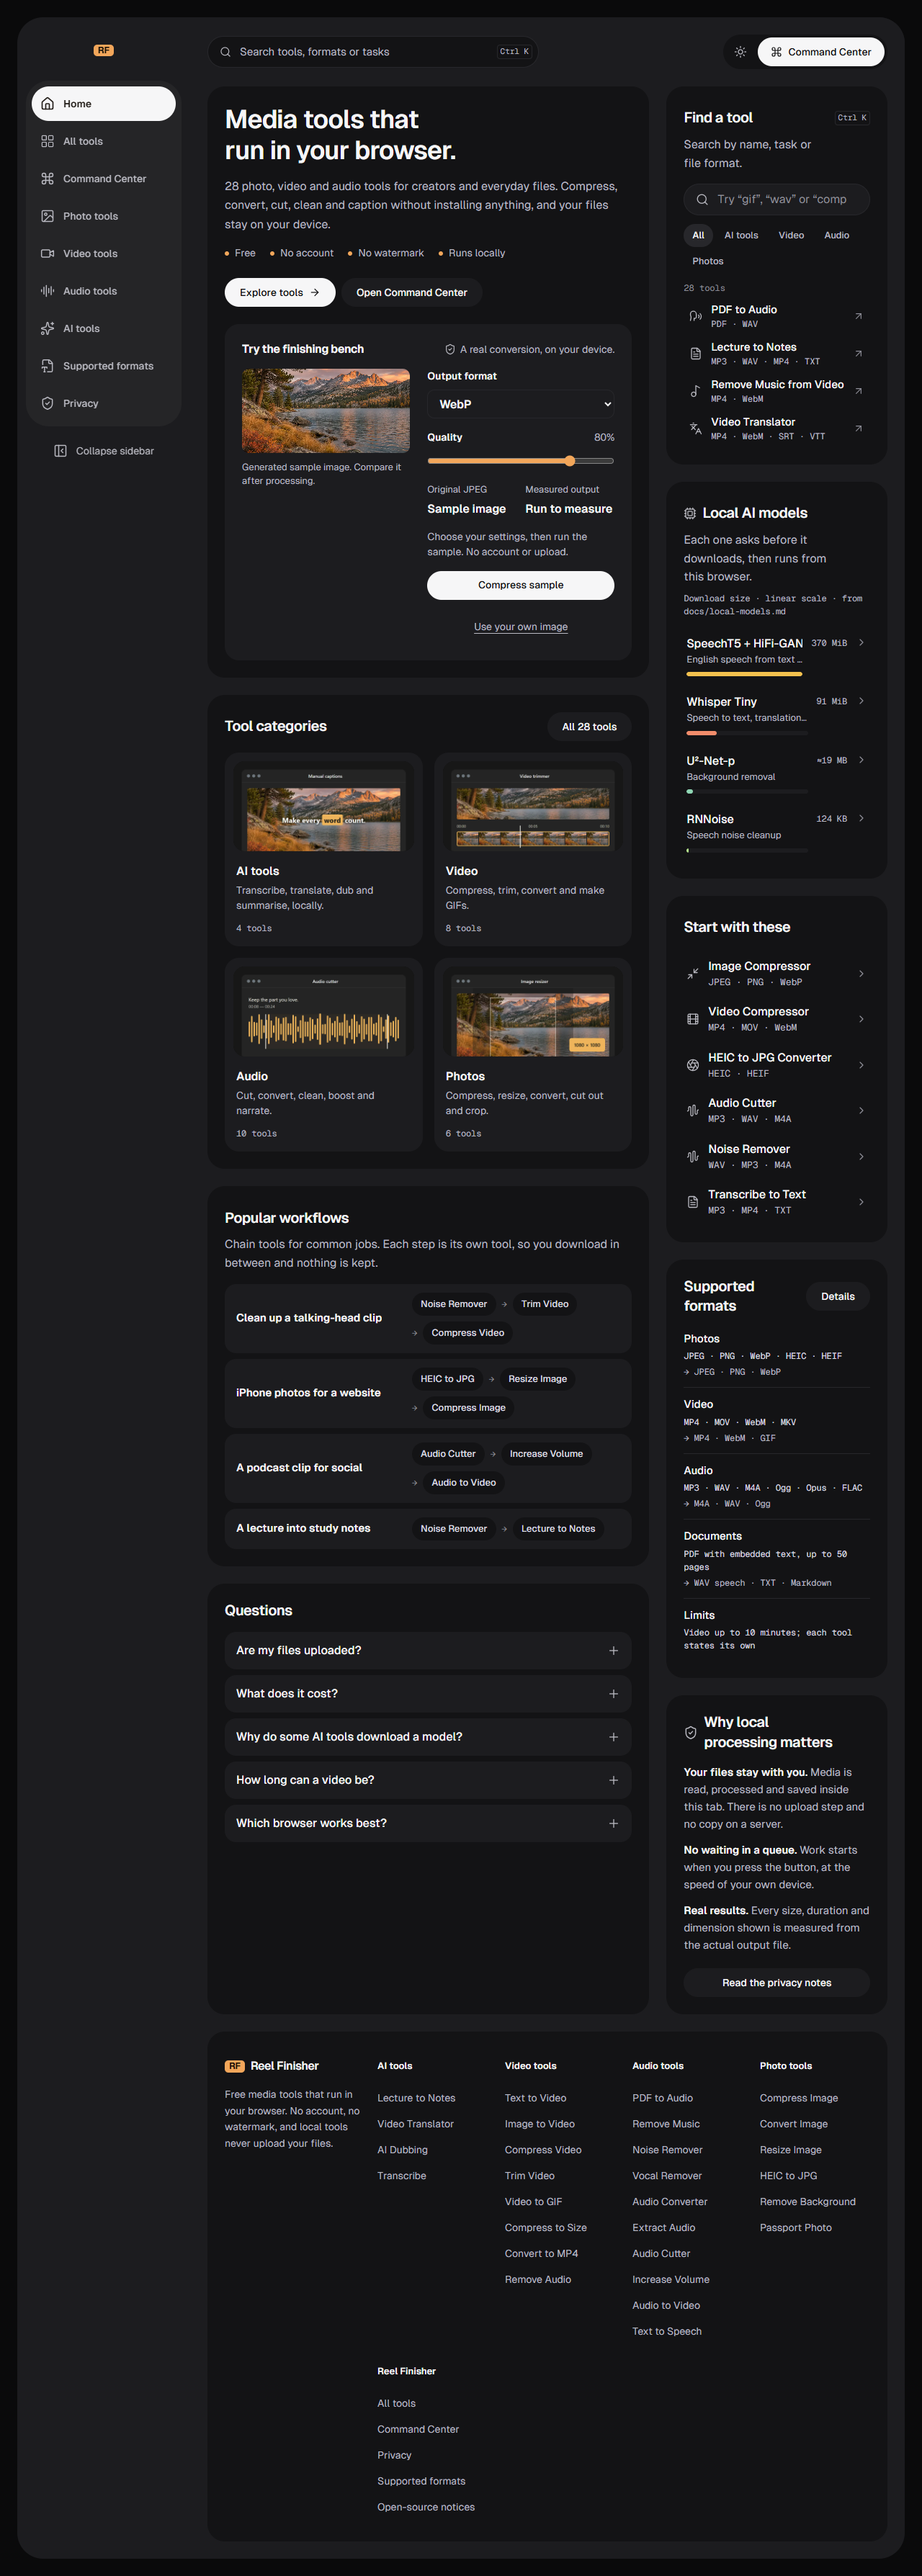 RF
Search tools, formats or tasks
Ctrl K
Command Center
Home
All tools
Command Center
Photo tools
Video tools
Audio tools
AI tools
Supported formats
Privacy
Collapse sidebar
Media tools that
run in your browser.
28 photo, video and audio tools for creators and everyday files. Compress,
convert, cut, clean and caption without installing anything, and your files
stay on your device.
Free
No account
No watermark
Runs locally
Explore tools
Open Command Center
Try the finishing bench
A real conversion, on your device.
Generated sample image. Compare it
after processing.
Output format
WebP
Quality
80%
Original JPEG
Measured output
Sample image
Run to measure
Choose your settings, then run the
sample. No account or upload.
Compress sample
Use your own image
Tool categories
All 28 tools
Manual captions
Make every word count.
AI tools
Transcribe, translate, dub and
summarise, locally.
4 tools
Video trimmer
Video
Compress, trim, convert and make
GIFs.
8 tools
Audio cutter
Keep the part you love.
Audio
Cut, convert, clean, boost and
narrate.
10 tools
Image resizer
1080 × 1080
Photos
Compress, resize, convert, cut out
and crop.
6 tools
Popular workflows
Chain tools for common jobs. Each step is its own tool, so you download in
between and nothing is kept.
Clean up a talking-head clip
Noise Remover → Trim Video
→ Compress Video
iPhone photos for a website
HEIC to JPG → Resize Image
→ Compress Image
A podcast clip for social
Audio Cutter → Increase Volume
→ Audio to Video
A lecture into study notes
Noise Remover → Lecture to Notes
Questions
Are my files uploaded?
What does it cost?
Why do some AI tools download a model?
How long can a video be?
Which browser works best?
Find a tool
Ctrl K
Search by name, task or
file format.
Try “gif”, “wav” or “comp
All
AI tools
Video
Audio
Photos
28 tools
PDF to Audio
PDF · WAV
Lecture to Notes
MP3 · WAV · MP4 · TXT
Remove Music from Video
MP4 · WebM
Video Translator
MP4 · WebM · SRT · VTT
Local AI models
Each one asks before it
downloads, then runs from
this browser.
Download size · linear scale · from
docs/local-models.md
SpeechT5 + HiFi-GAN
370 MiB
English speech from text …
Whisper Tiny
91 MiB
Speech to text, translation…
U²-Net-p
≈19 MB
Background removal
RNNoise
124 KB
Speech noise cleanup
Start with these
Image Compressor
JPEG · PNG · WebP
Video Compressor
MP4 · MOV · WebM
HEIC to JPG Converter
HEIC · HEIF
Audio Cutter
MP3 · WAV · M4A
Noise Remover
WAV · MP3 · M4A
Transcribe to Text
MP3 · MP4 · TXT
Supported
formats
Details
Photos
JPEG · PNG · WebP · HEIC · HEIF
→ JPEG · PNG · WebP
Video
MP4 · MOV · WebM · MKV
→ MP4 · WebM · GIF
Audio
MP3 · WAV · M4A · Ogg · Opus · FLAC
→ M4A · WAV · Ogg
Documents
PDF with embedded text, up to 50
pages
→ WAV speech · TXT · Markdown
Limits
Video up to 10 minutes; each tool
states its own
Why local
processing matters
Your files stay with you. Media is
read, processed and saved inside
this tab. There is no upload step and
no copy on a server.
No waiting in a queue. Work starts
when you press the button, at the
speed of your own device.
Real results. Every size, duration and
dimension shown is measured from
the actual output file.
Read the privacy notes
RF Reel Finisher
Free media tools that run in
your browser. No account, no
watermark, and local tools
never upload your files.
AI tools
Lecture to Notes
Video Translator
AI Dubbing
Transcribe
Video tools
Text to Video
Image to Video
Compress Video
Trim Video
Video to GIF
Compress to Size
Convert to MP4
Remove Audio
Audio tools
PDF to Audio
Remove Music
Noise Remover
Vocal Remover
Audio Converter
Extract Audio
Audio Cutter
Increase Volume
Audio to Video
Text to Speech
Photo tools
Compress Image
Convert Image
Resize Image
HEIC to JPG
Remove Background
Passport Photo
Reel Finisher
All tools
Command Center
Privacy
Supported formats
Open-source notices